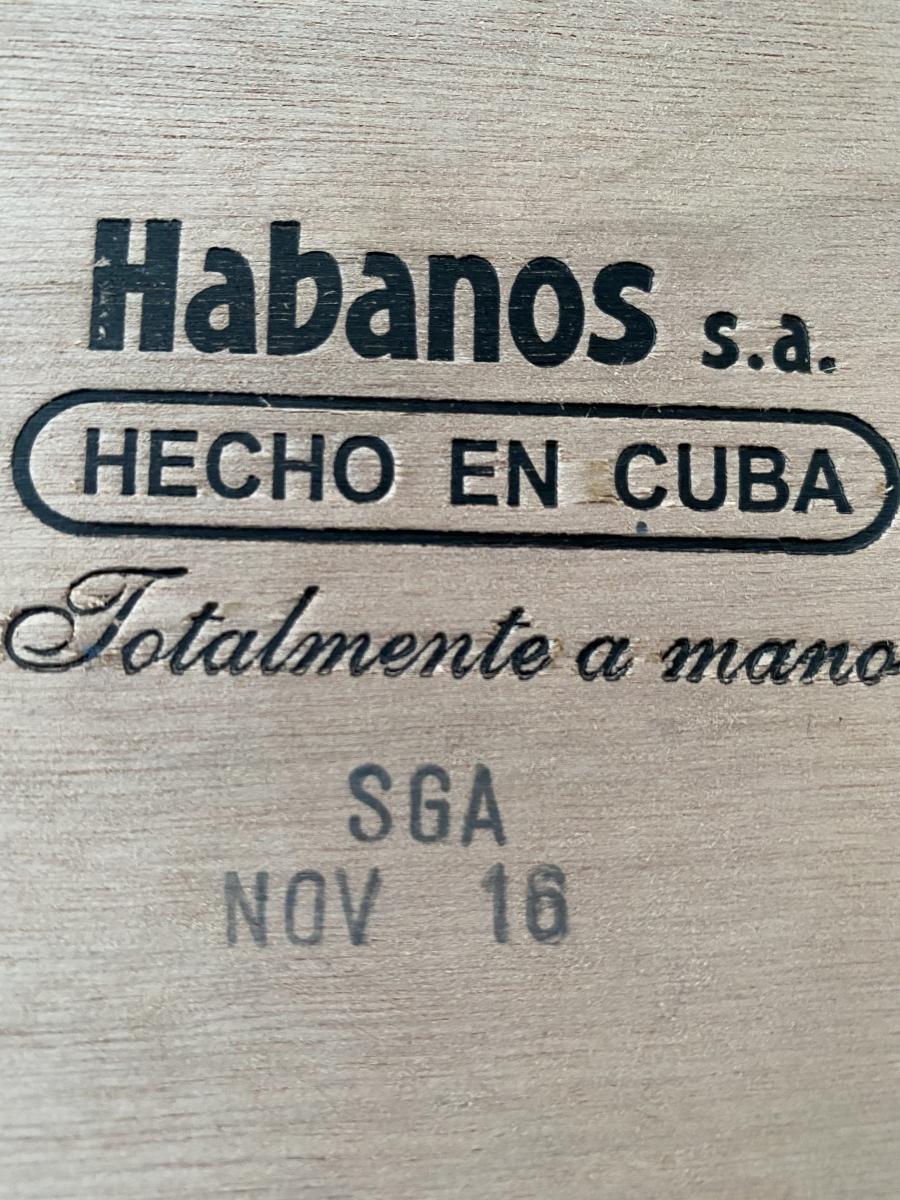 Habanos s.a.
HECHO EN CUBA
Totalmente a mano
SGA
NOV 16